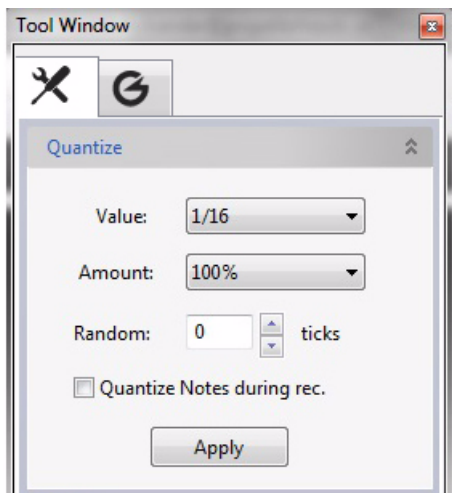 Tool Window
Quantize
Value: 1/16
Amount: 100%
Random: 0 ticks
Quantize Notes during rec.
Apply